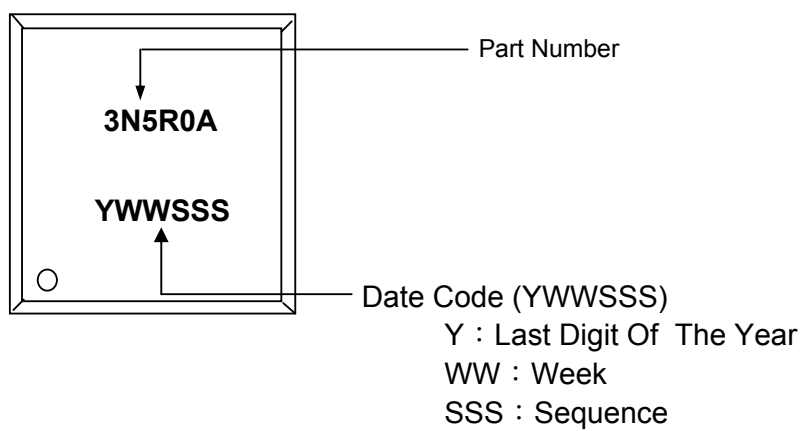 Part Number
3N5R0A
YWWSSS
Date Code (YWWSSS)
Y：Last Digit Of The Year
WW：Week
SSS：Sequence